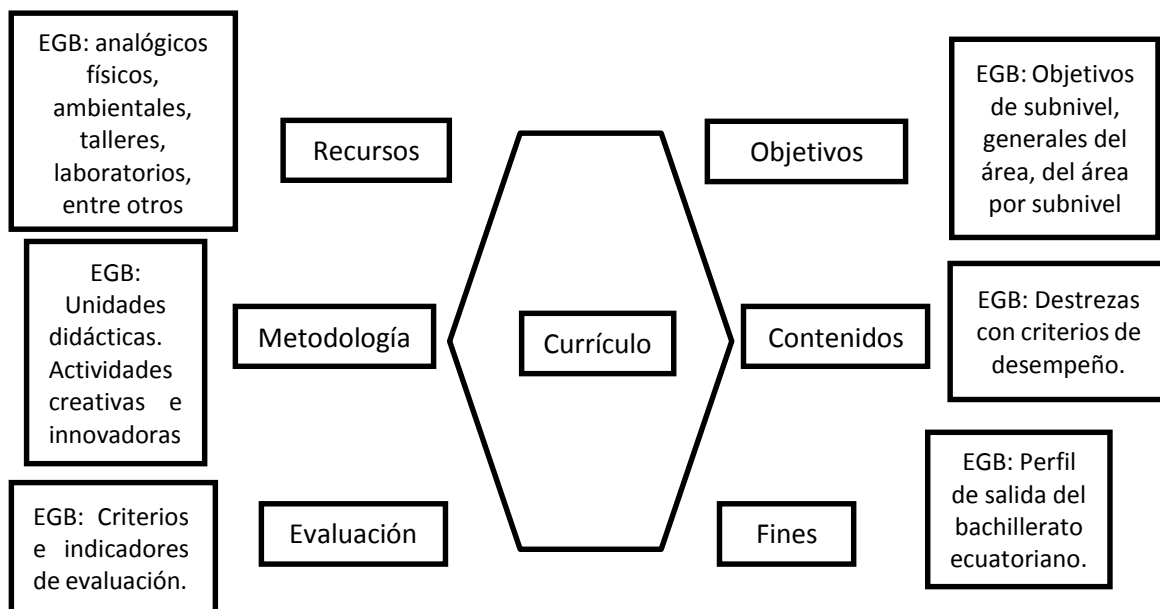 EGB: analógicos
físicos,
ambientales,
talleres,
laboratorios,
entre otros
Recursos
Objetivos
EGB: Objetivos
de subnivel,
generales del
área, del área
por subnivel
EGB:
Unidades
didácticas.
Actividades
creativas e
innovadoras
Metodología
Currículo
Contenidos
EGB: Destrezas
con criterios de
desempeño.
EGB: Criterios
e indicadores
de evaluación.
Evaluación
Fines
EGB: Perfil
de salida del
bachillerato
ecuatoriano.